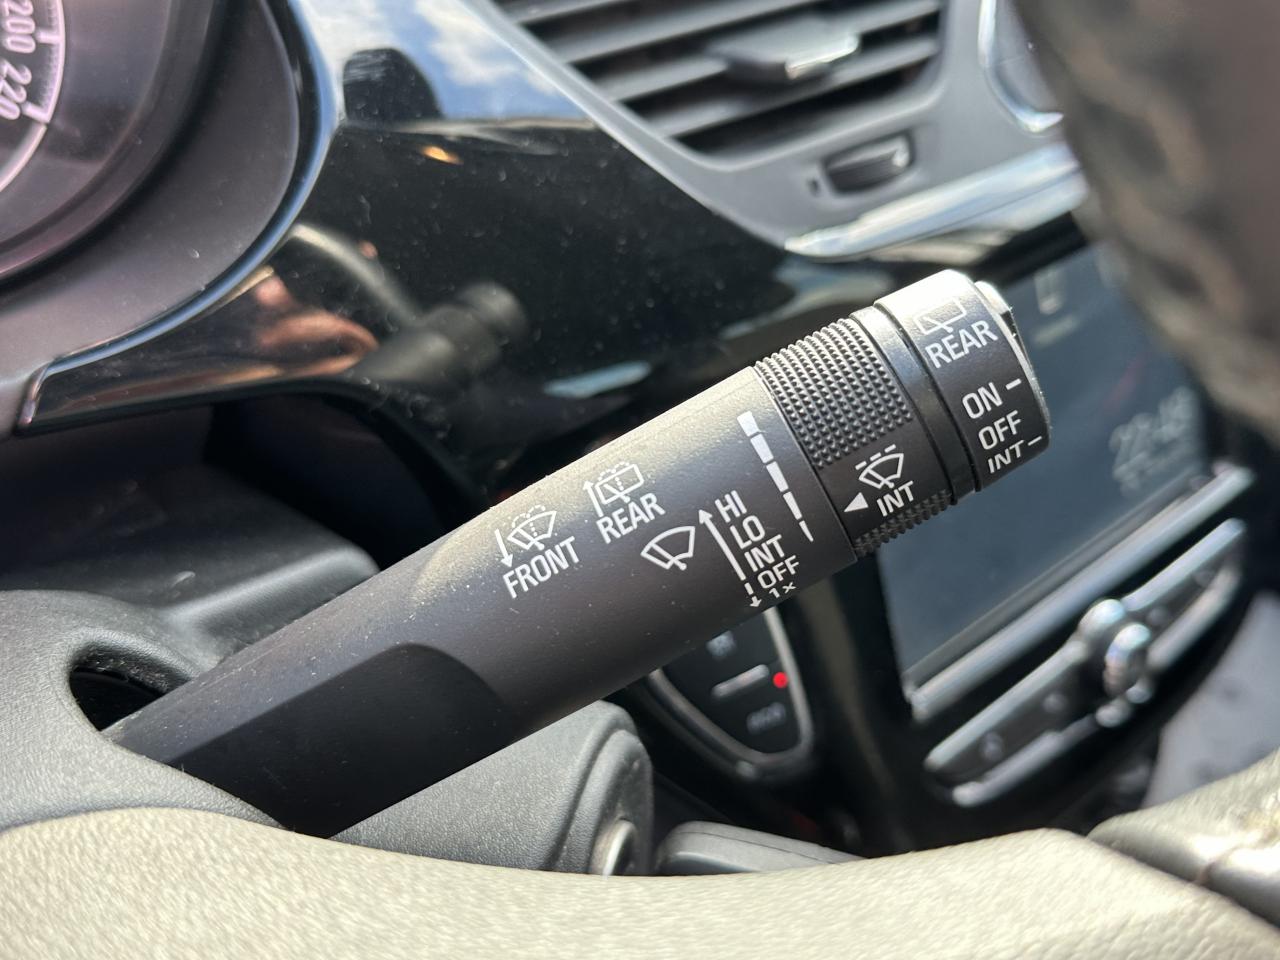 200
220
REAR
ON
OFF
INT
INT
HI
LO
INT
OFF
1x
REAR
FRONT